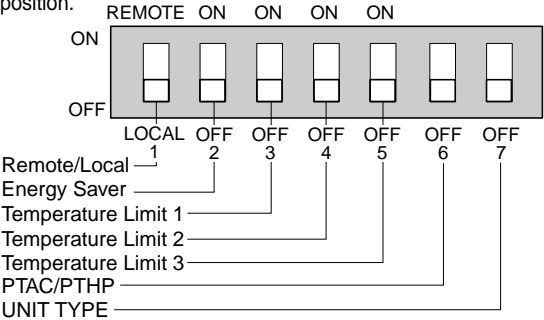 position.
REMOTE ON ON ON ON
ON
OFF
LOCAL OFF OFF OFF OFF OFF OFF
1 2 3 4 5 6 7
Remote/Local
Energy Saver
Temperature Limit 1
Temperature Limit 2
Temperature Limit 3
PTAC/PTHP
UNIT TYPE